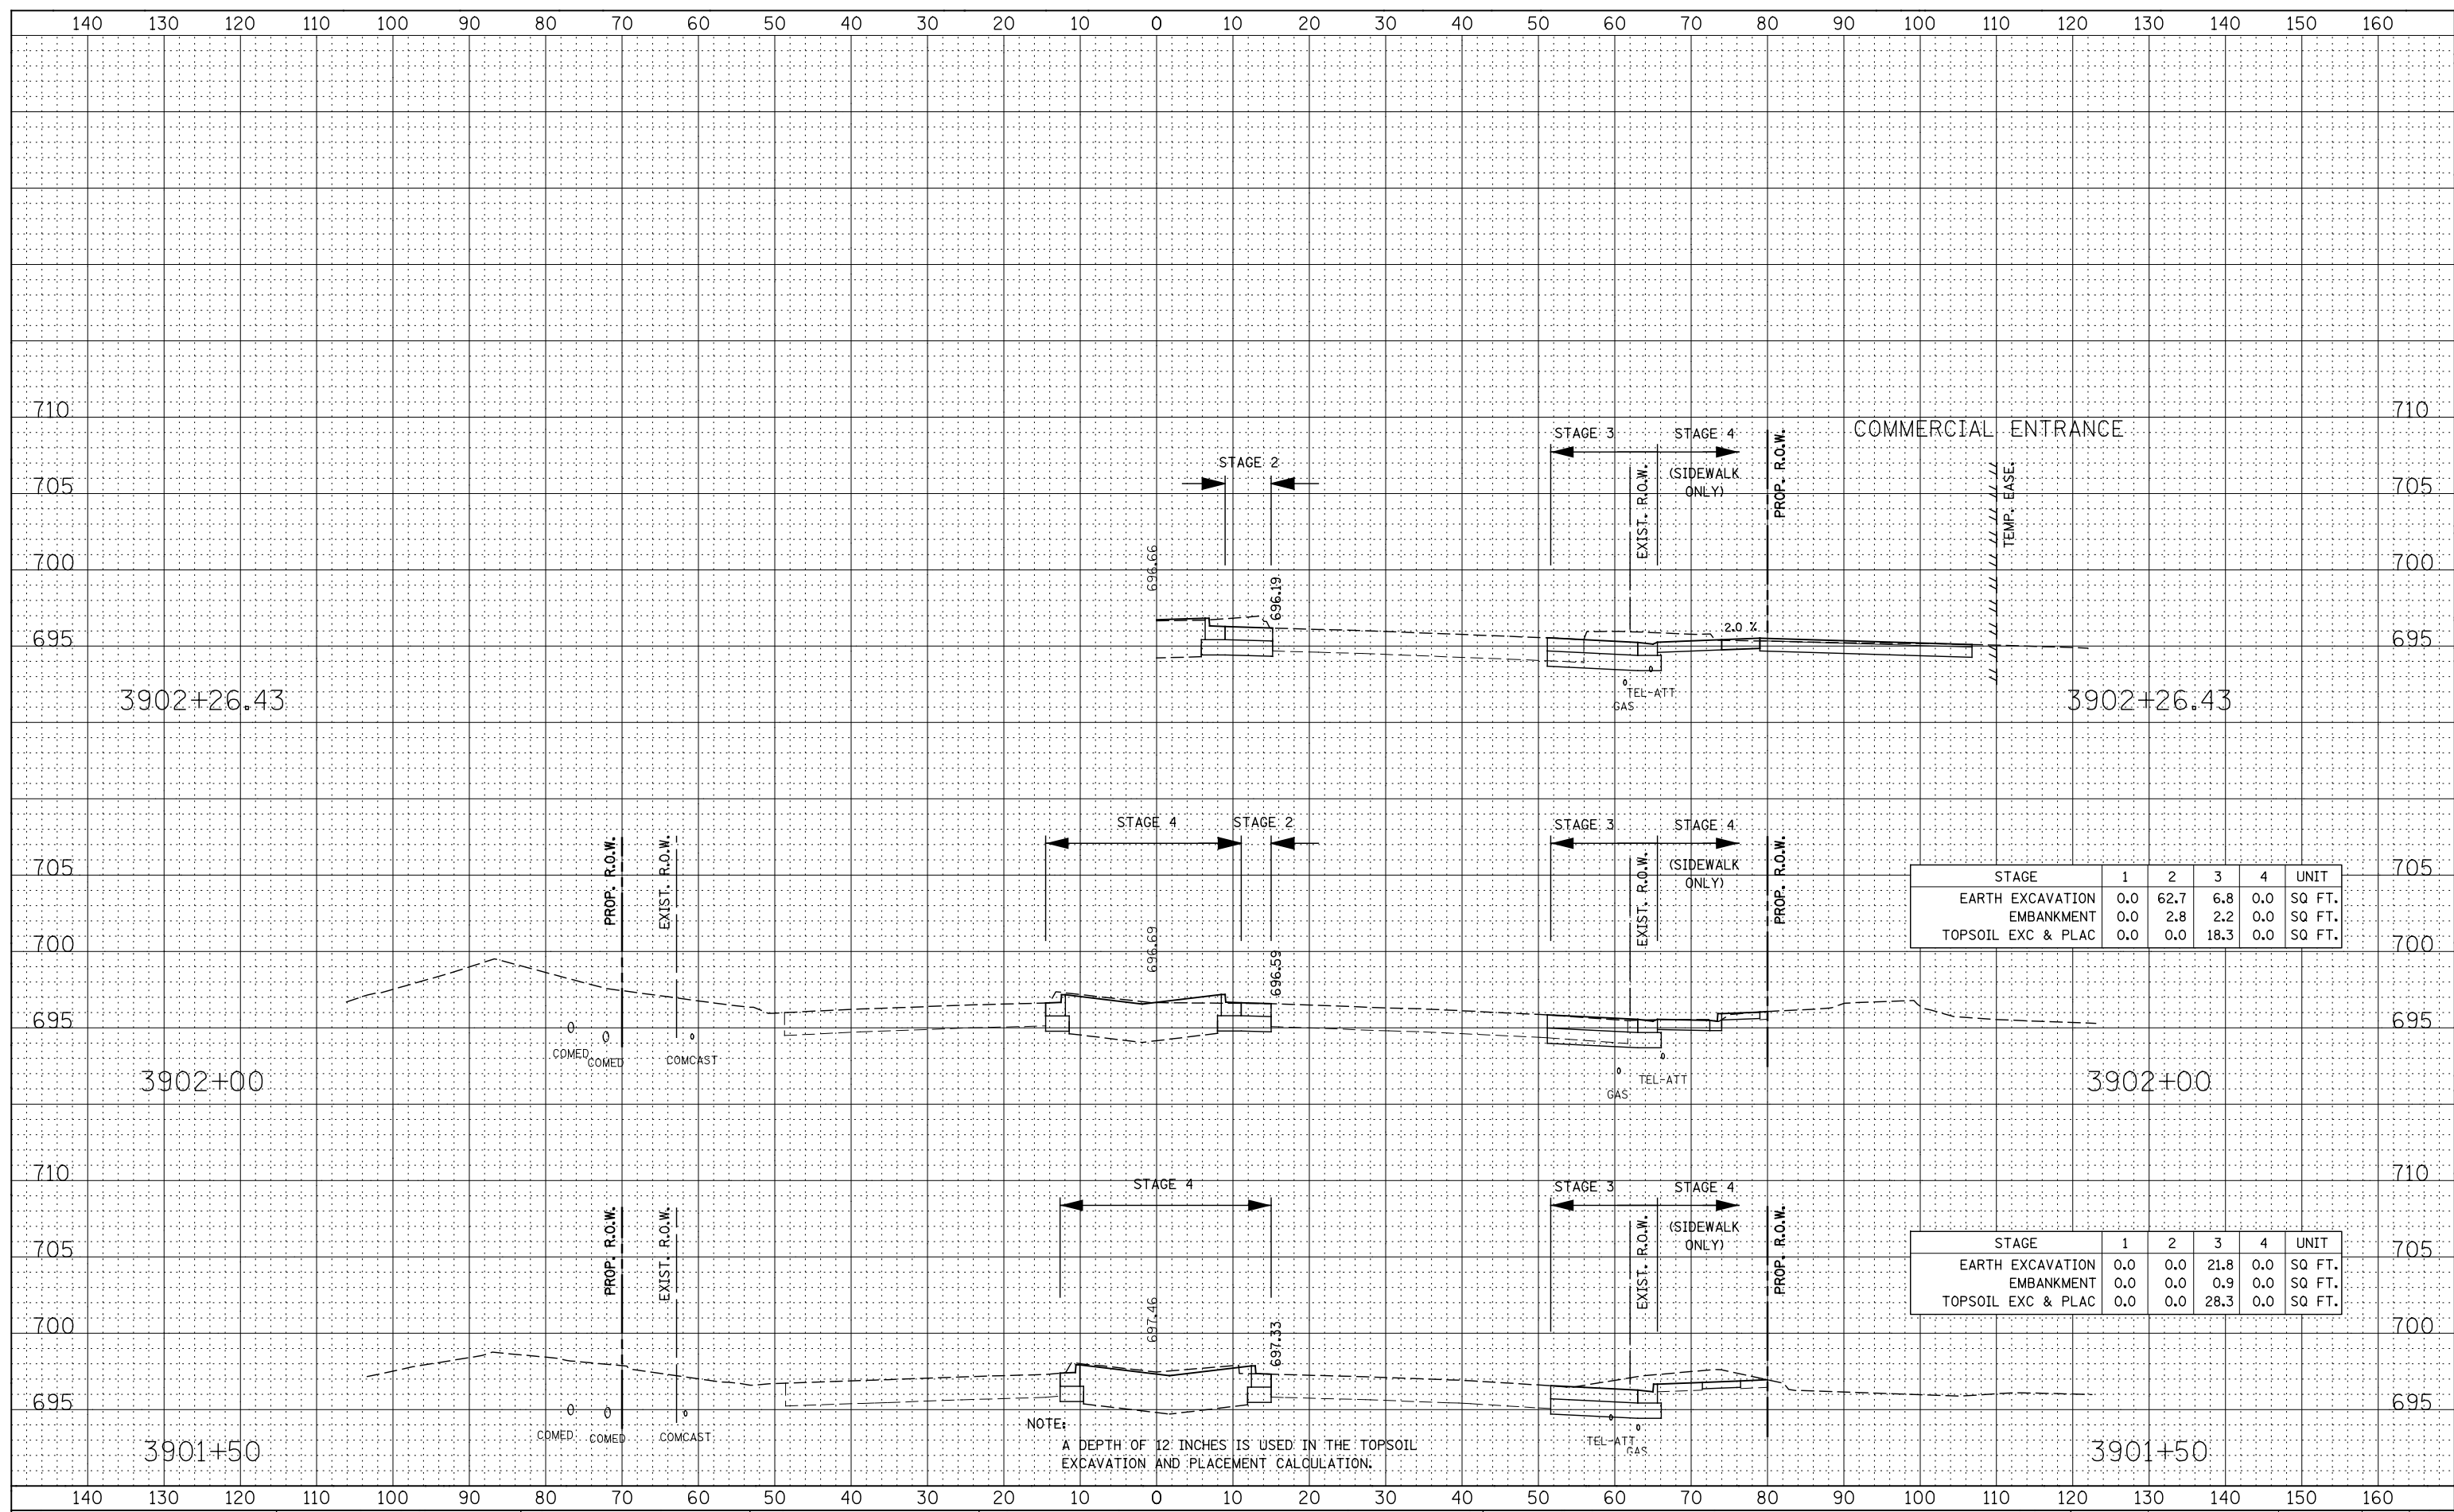 140 130 120 110 100 90 80 70 60 50 40 30 20 10 0 10 20 30 40 50 60 70 80 90 100 110 120 130 140 150 160
710 710
COMMERCIAL ENTRANCE
STAGE 3 STAGE 4
(SIDEWALK
ONLY)
STAGE 2
EXIST. R.O.W.
PROP. R.O.W.
TEMP. EASE.
705 705
700 700
696.66
696.19
2.0 %
695 695
TEL-ATT
GAS
3902+26.43 3902+26.43
STAGE 4 STAGE 2
STAGE 3 STAGE 4
(SIDEWALK
ONLY)
PROP. R.O.W.
EXIST. R.O.W.
EXIST. R.O.W.
PROP. R.O.W.
705 705
STAGE 1 2 3 4 UNIT
EARTH EXCAVATION 0.0 62.7 6.8 0.0 SQ FT.
EMBANKMENT 0.0 2.8 2.2 0.0 SQ FT.
TOPSOIL EXC & PLAC 0.0 0.0 18.3 0.0 SQ FT.
700 700
696.69
696.59
695 695
COMED
COMED
COMCAST
TEL-ATT
GAS
3902+00 3902+00
710 710
STAGE 4
STAGE 3 STAGE 4
(SIDEWALK
ONLY)
PROP. R.O.W.
EXIST. R.O.W.
EXIST. R.O.W.
PROP. R.O.W.
705 705
STAGE 1 2 3 4 UNIT
EARTH EXCAVATION 0.0 0.0 21.8 0.0 SQ FT.
EMBANKMENT 0.0 0.0 0.9 0.0 SQ FT.
TOPSOIL EXC & PLAC 0.0 0.0 28.3 0.0 SQ FT.
700 700
697.46
697.33
695 695
COMED
COMED
COMCAST
TEL-ATT
GAS
3901+50 3901+50
NOTE:
A DEPTH OF 12 INCHES IS USED IN THE TOPSOIL
EXCAVATION AND PLACEMENT CALCULATION.
140 130 120 110 100 90 80 70 60 50 40 30 20 10 0 10 20 30 40 50 60 70 80 90 100 110 120 130 140 150 160